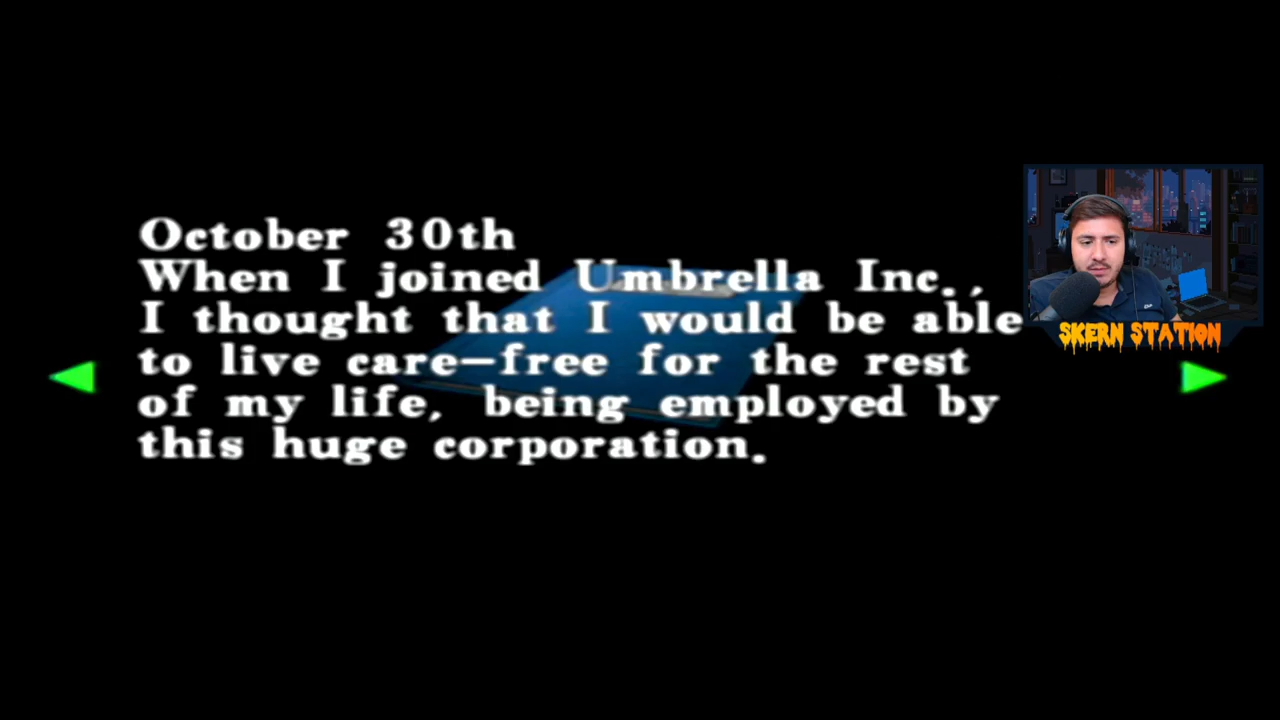 October 30th
When I joined Umbrella Inc.,
I thought that I would be able
to live care-free for the rest
of my life, being employed by
this huge corporation.
SKERN STATION